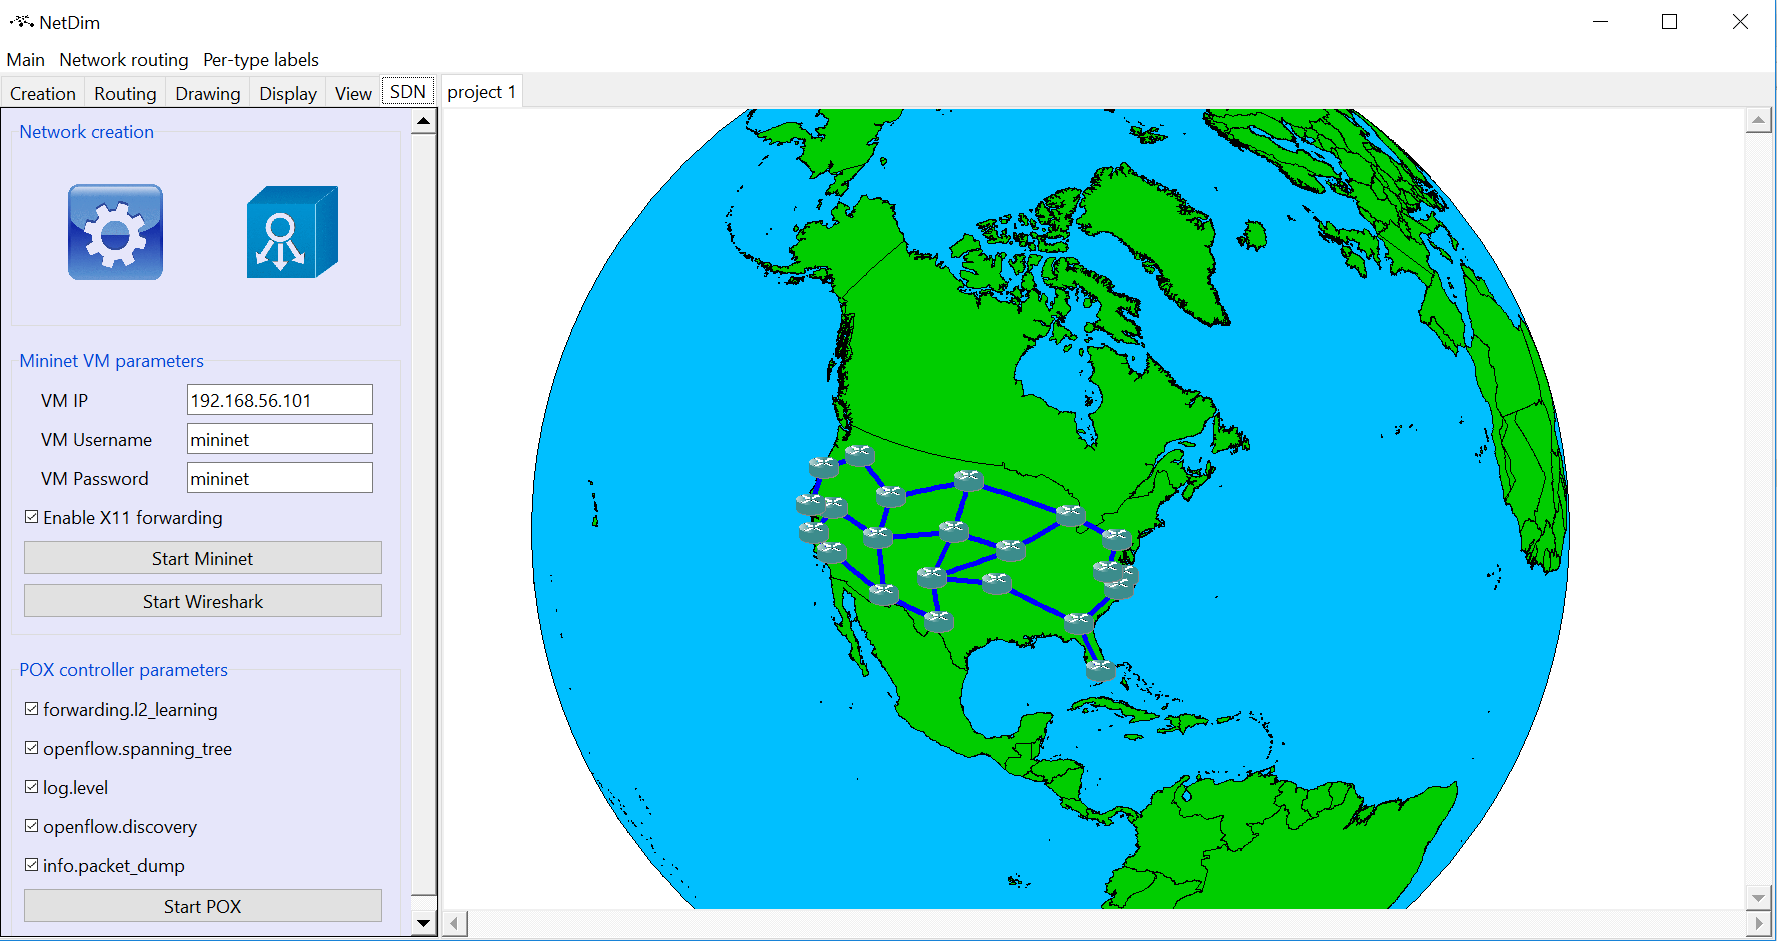 NetDim
Main Network routing Per-type labels
Creation Routing Drawing Display View SDN project 1
Network creation
Mininet VM parameters
VM IP 192.168.56.101
VM Username mininet
VM Password mininet
Enable X11 forwarding
Start Mininet
Start Wireshark
POX controller parameters
forwarding.l2_learning
openflow.spanning_tree
log.level
openflow.discovery
info.packet_dump
Start POX